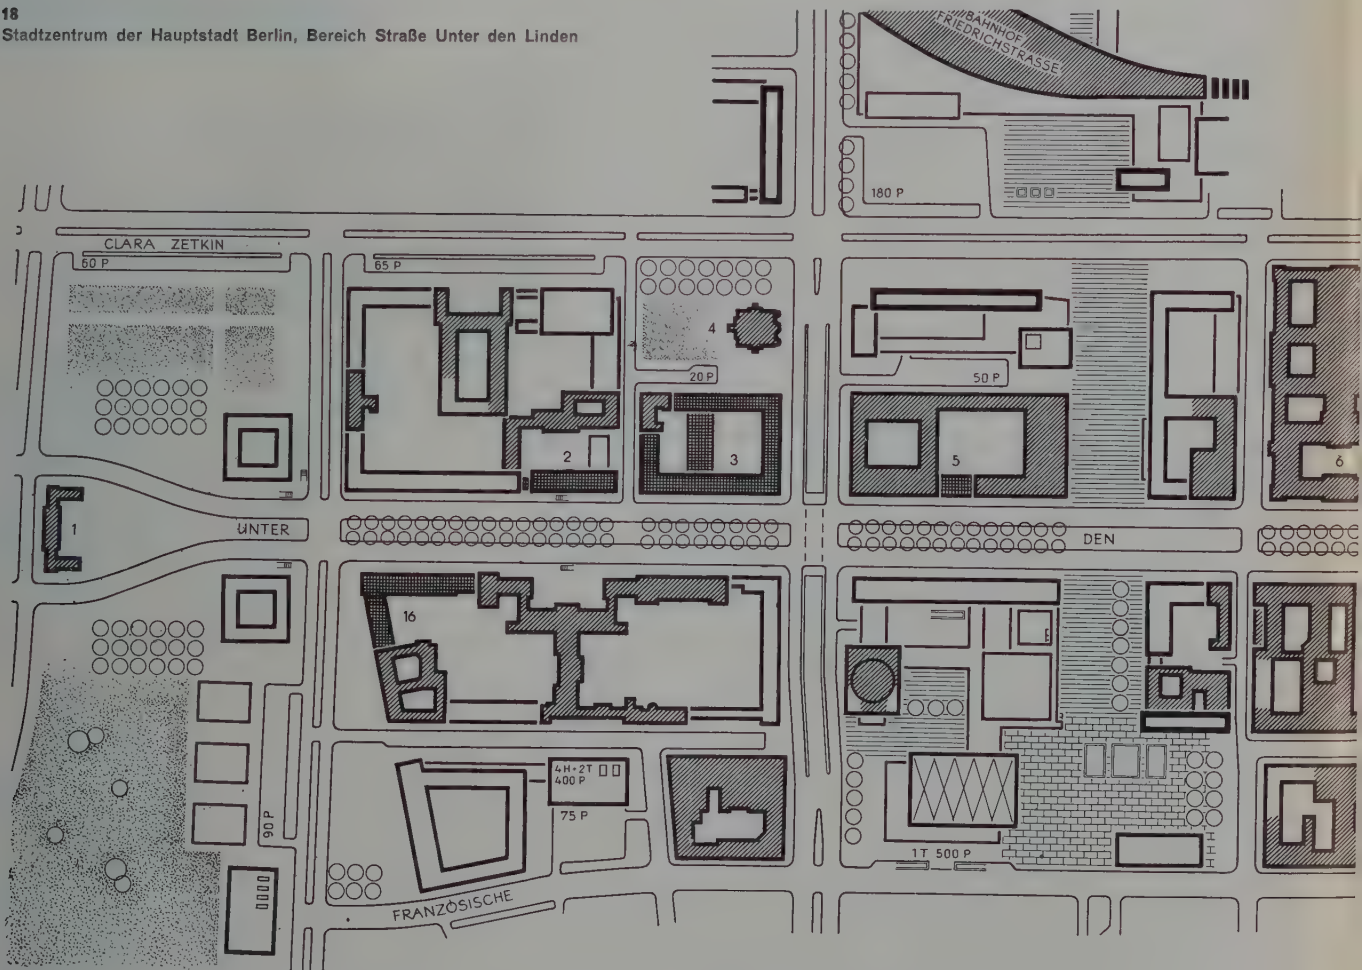 18
Stadtzentrum der Hauptstadt Berlin, Bereich Straße Unter den Linden
BAHNHOF
FRIEDRICHSTRASSE
180 P
CLARA ZETKIN
60 P
65 P
4
20 P
50 P
2
3
5
6
1
UNTER
DEN
16
4H+2T
400 P
75 P
90 P
1T 500 P
FRANZÖSISCHE